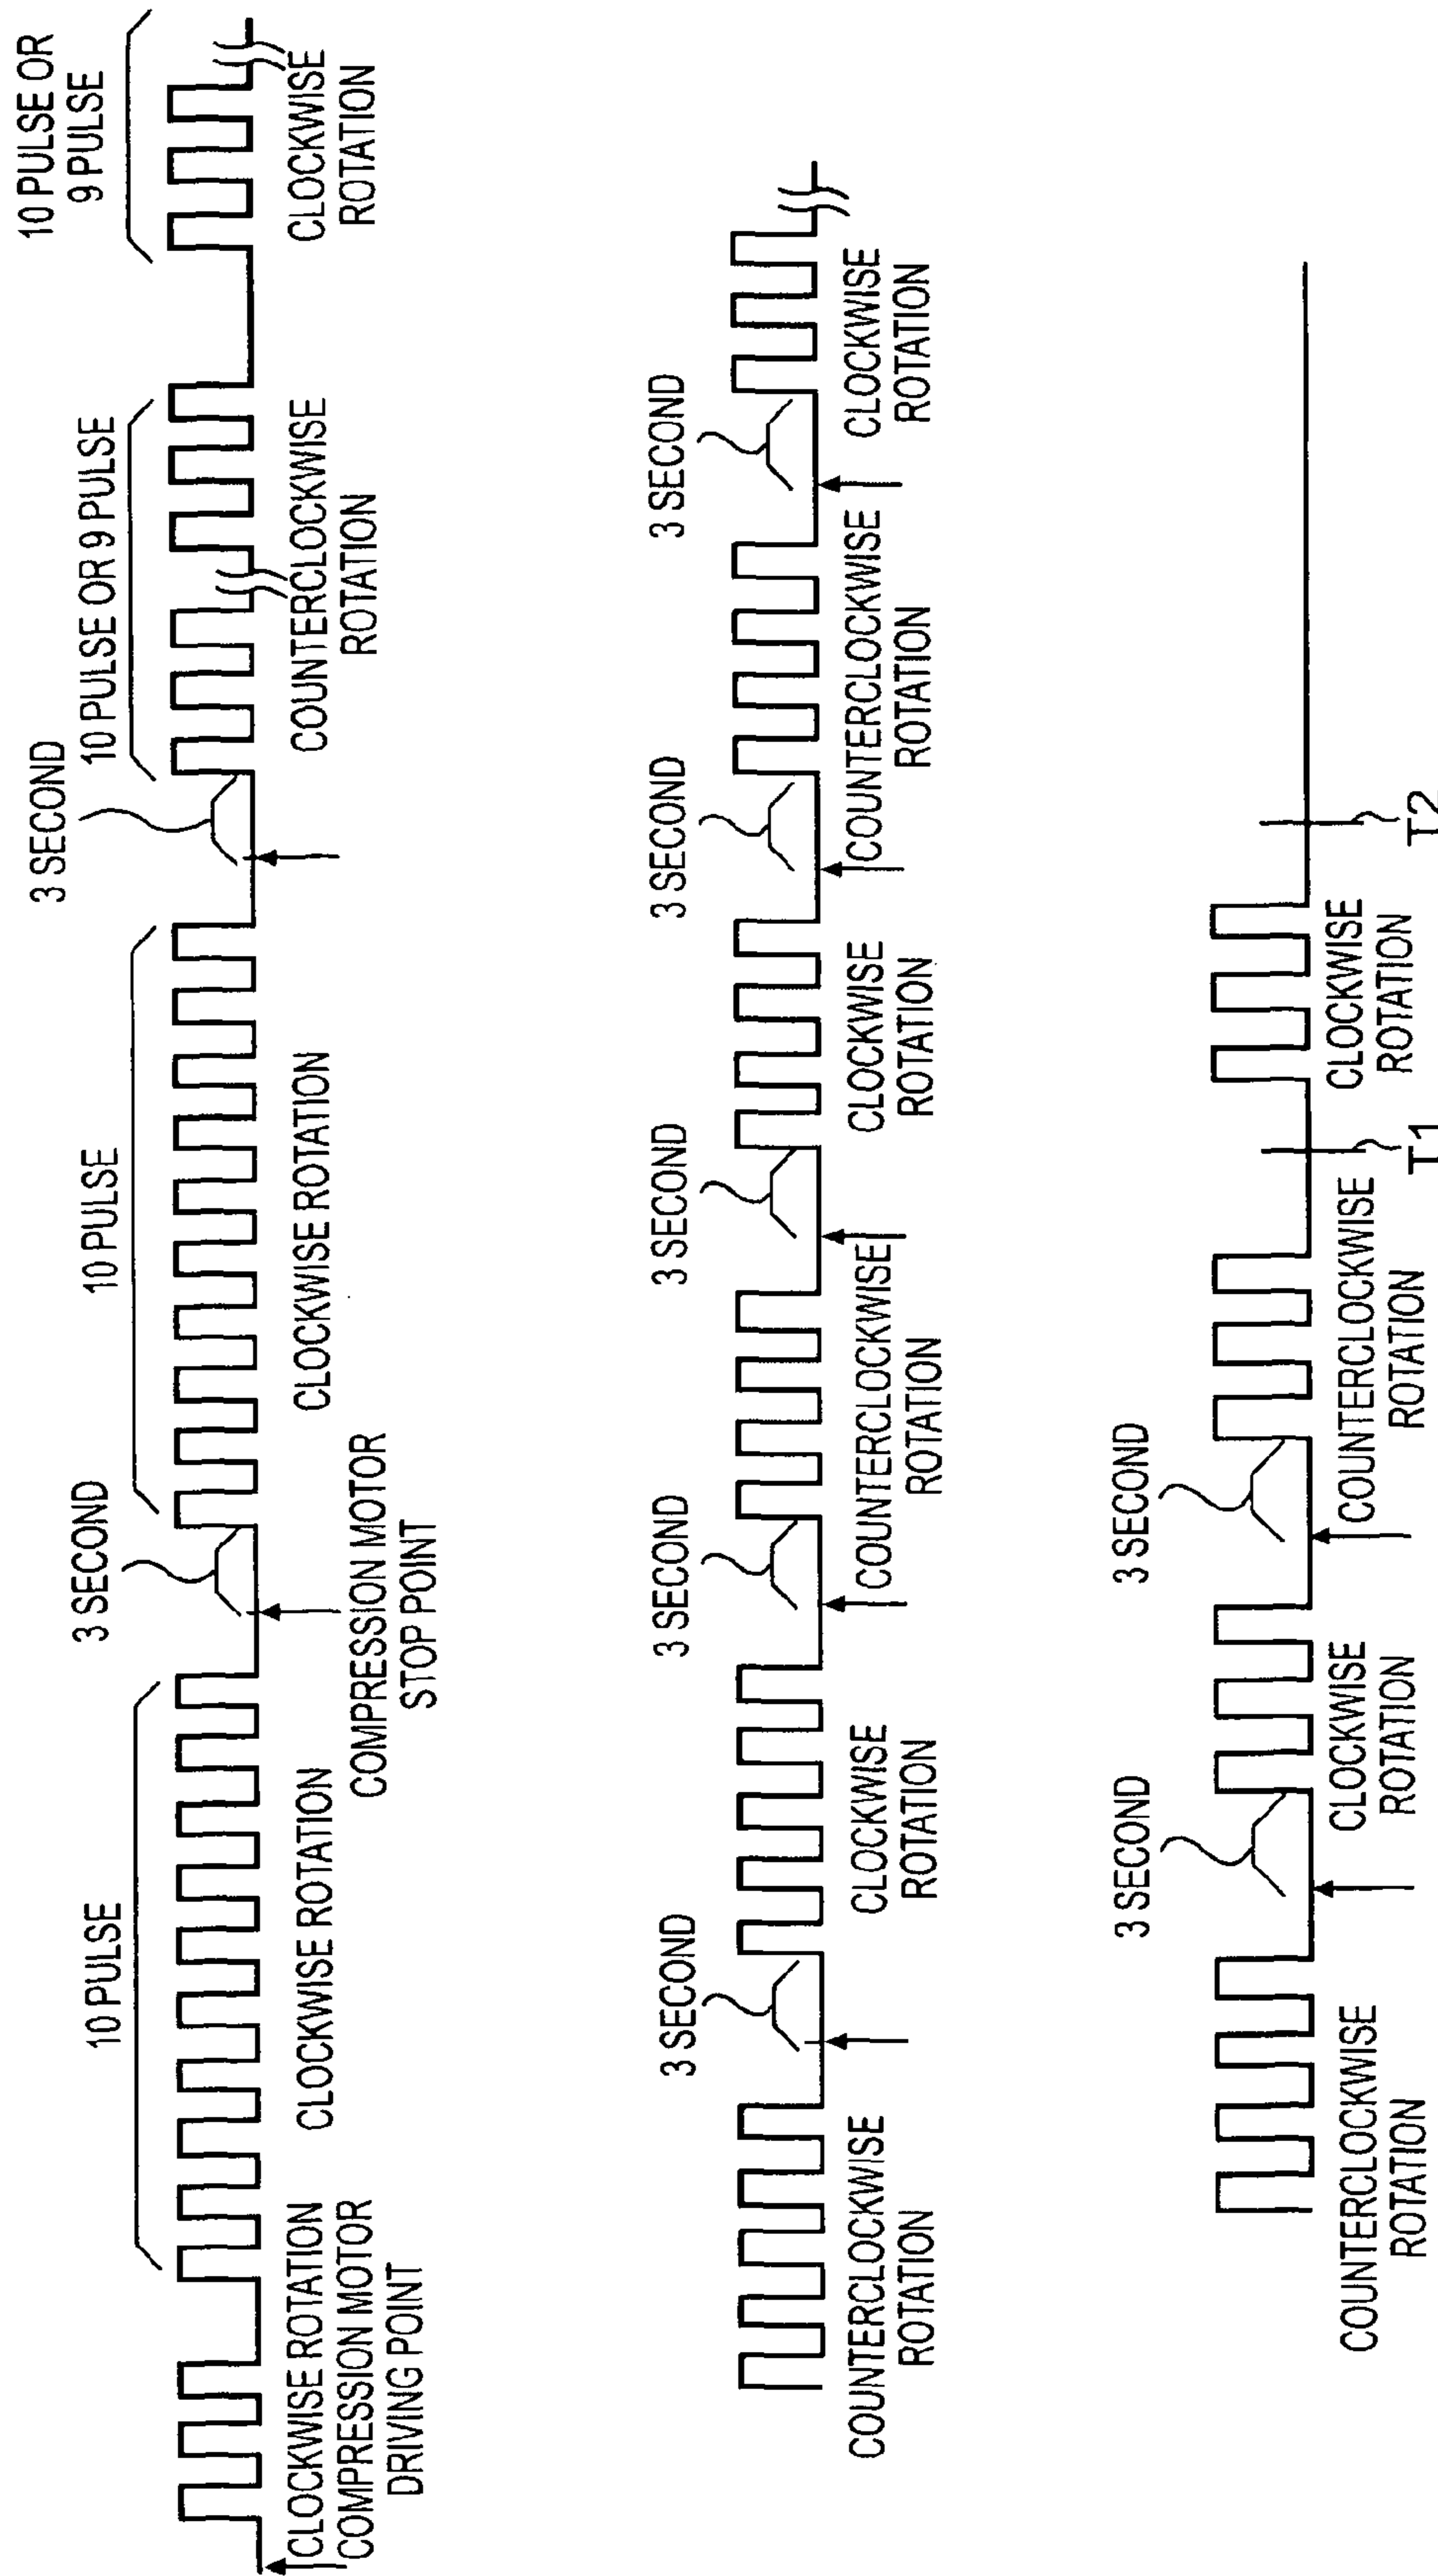 10 PULSE
3 SECOND
10 PULSE
3 SECOND
10 PULSE OR 9 PULSE
10 PULSE OR
9 PULSE
CLOCKWISE ROTATION
COMPRESSION MOTOR
DRIVING POINT
CLOCKWISE ROTATION
COMPRESSION MOTOR
STOP POINT
CLOCKWISE ROTATION
COUNTERCLOCKWISE
ROTATION
CLOCKWISE
ROTATION
3 SECOND
3 SECOND
3 SECOND
3 SECOND
3 SECOND
COUNTERCLOCKWISE
ROTATION
CLOCKWISE
ROTATION
COUNTERCLOCKWISE
ROTATION
CLOCKWISE
ROTATION
COUNTERCLOCKWISE
ROTATION
CLOCKWISE
ROTATION
3 SECOND
3 SECOND
COUNTERCLOCKWISE
ROTATION
CLOCKWISE
ROTATION
COUNTERCLOCKWISE
ROTATION
T1
CLOCKWISE
ROTATION
T2